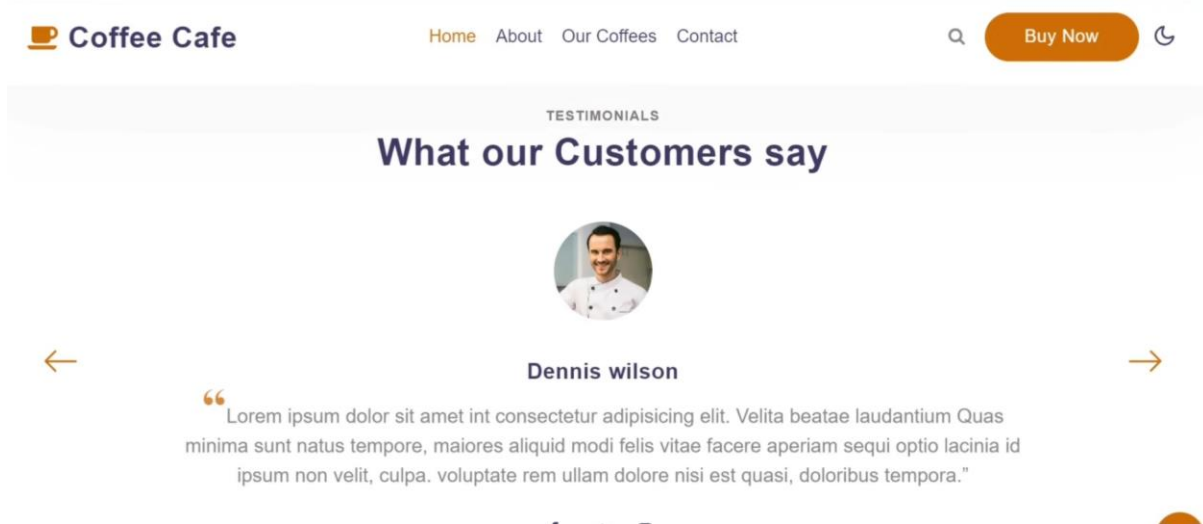 Coffee Cafe
Home About Our Coffees Contact
Buy Now
TESTIMONIALS
What our Customers say
Dennis wilson
“Lorem ipsum dolor sit amet int consectetur adipisicing elit. Velita beatae laudantium Quas
minima sunt natus tempore, maiores aliquid modi felis vitae facere aperiam sequi optio lacinia id
ipsum non velit, culpa. voluptate rem ullam dolore nisi est quasi, doloribus tempora.”